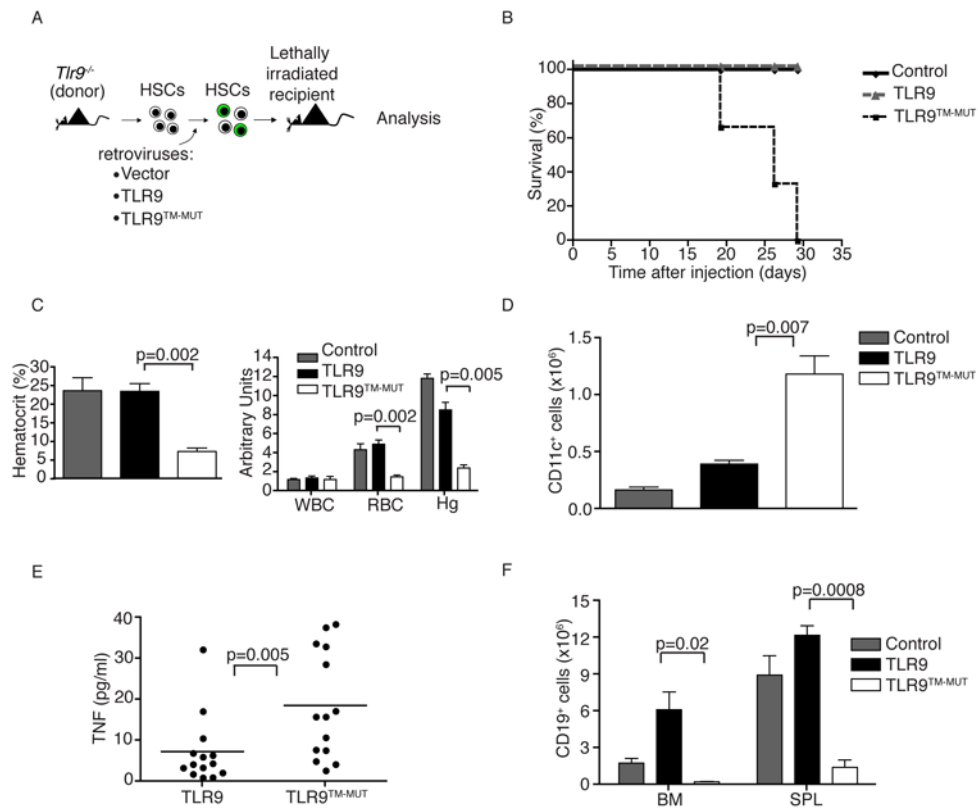 A
Tlr9-/-
(donor)
HSCs
HSCs
Lethally
irradiated
recipient
Analysis
retroviruses:
•Vector
•TLR9
•TLR9TM-MUT
B
Survival (%)
100
80
60
40
20
0
0 5 10 15 20 25 30 35
Time after injection (days)
Control
TLR9
TLR9TM-MUT
C
Hematocrit (%)
30
25
20
15
10
5
0
p=0.002
Arbitrary Units
14
12
10
8
6
4
2
0
Control
TLR9
TLR9TM-MUT
p=0.005
p=0.002
WBC RBC Hg
D
CD11c+ cells (x10⁶)
1.5
1.0
0.5
0.0
p=0.007
Control
TLR9
TLR9TM-MUT
E
TNF (pg/ml)
40
30
20
10
0
p=0.005
TLR9 TLR9TM-MUT
F
CD19+ cells (x10⁶)
15
12
9
6
3
0
p=0.0008
p=0.02
BM SPL
Control
TLR9
TLR9TM-MUT